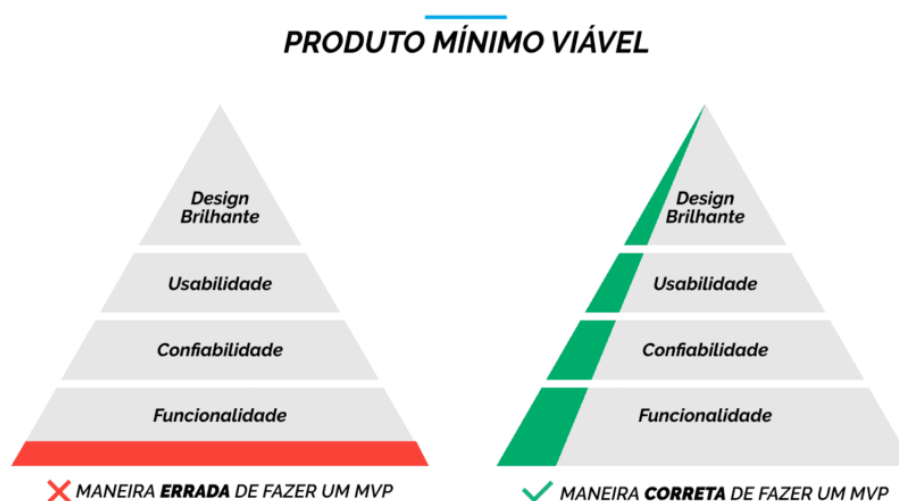 PRODUTO MÍNIMO VIÁVEL
Design
Brilhante
Usabilidade
Confiabilidade
Funcionalidade
MANEIRA ERRADA DE FAZER UM MVP
Design
Brilhante
Usabilidade
Confiabilidade
Funcionalidade
MANEIRA CORRETA DE FAZER UM MVP